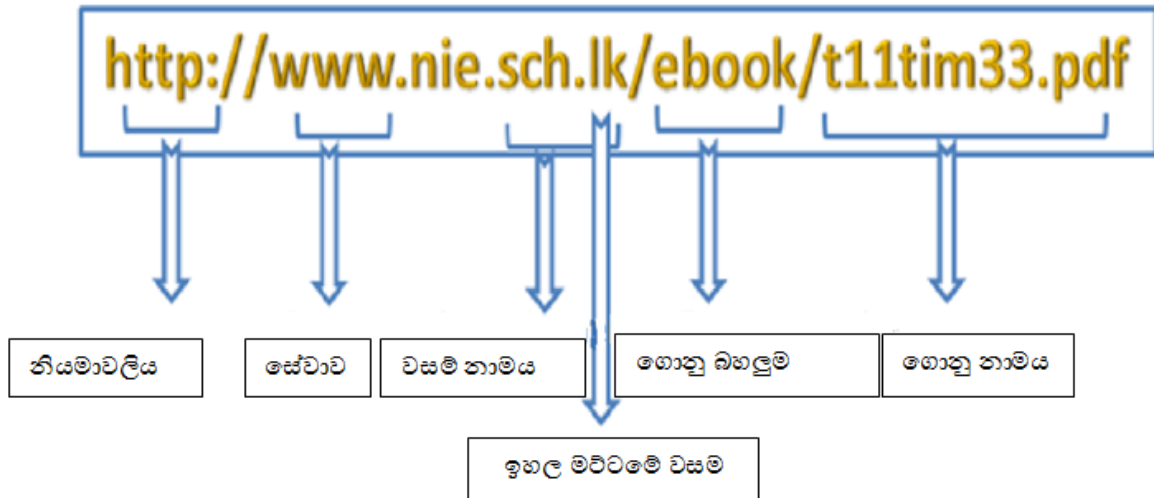 http://www.nie.sch.lk/ebook/t11tim33.pdf
නියමාවලිය
සේවාව
වසම් නාමය
ගොනු බහලුම
ගොනු නාමය
ඉහල මට්ටමේ වසම